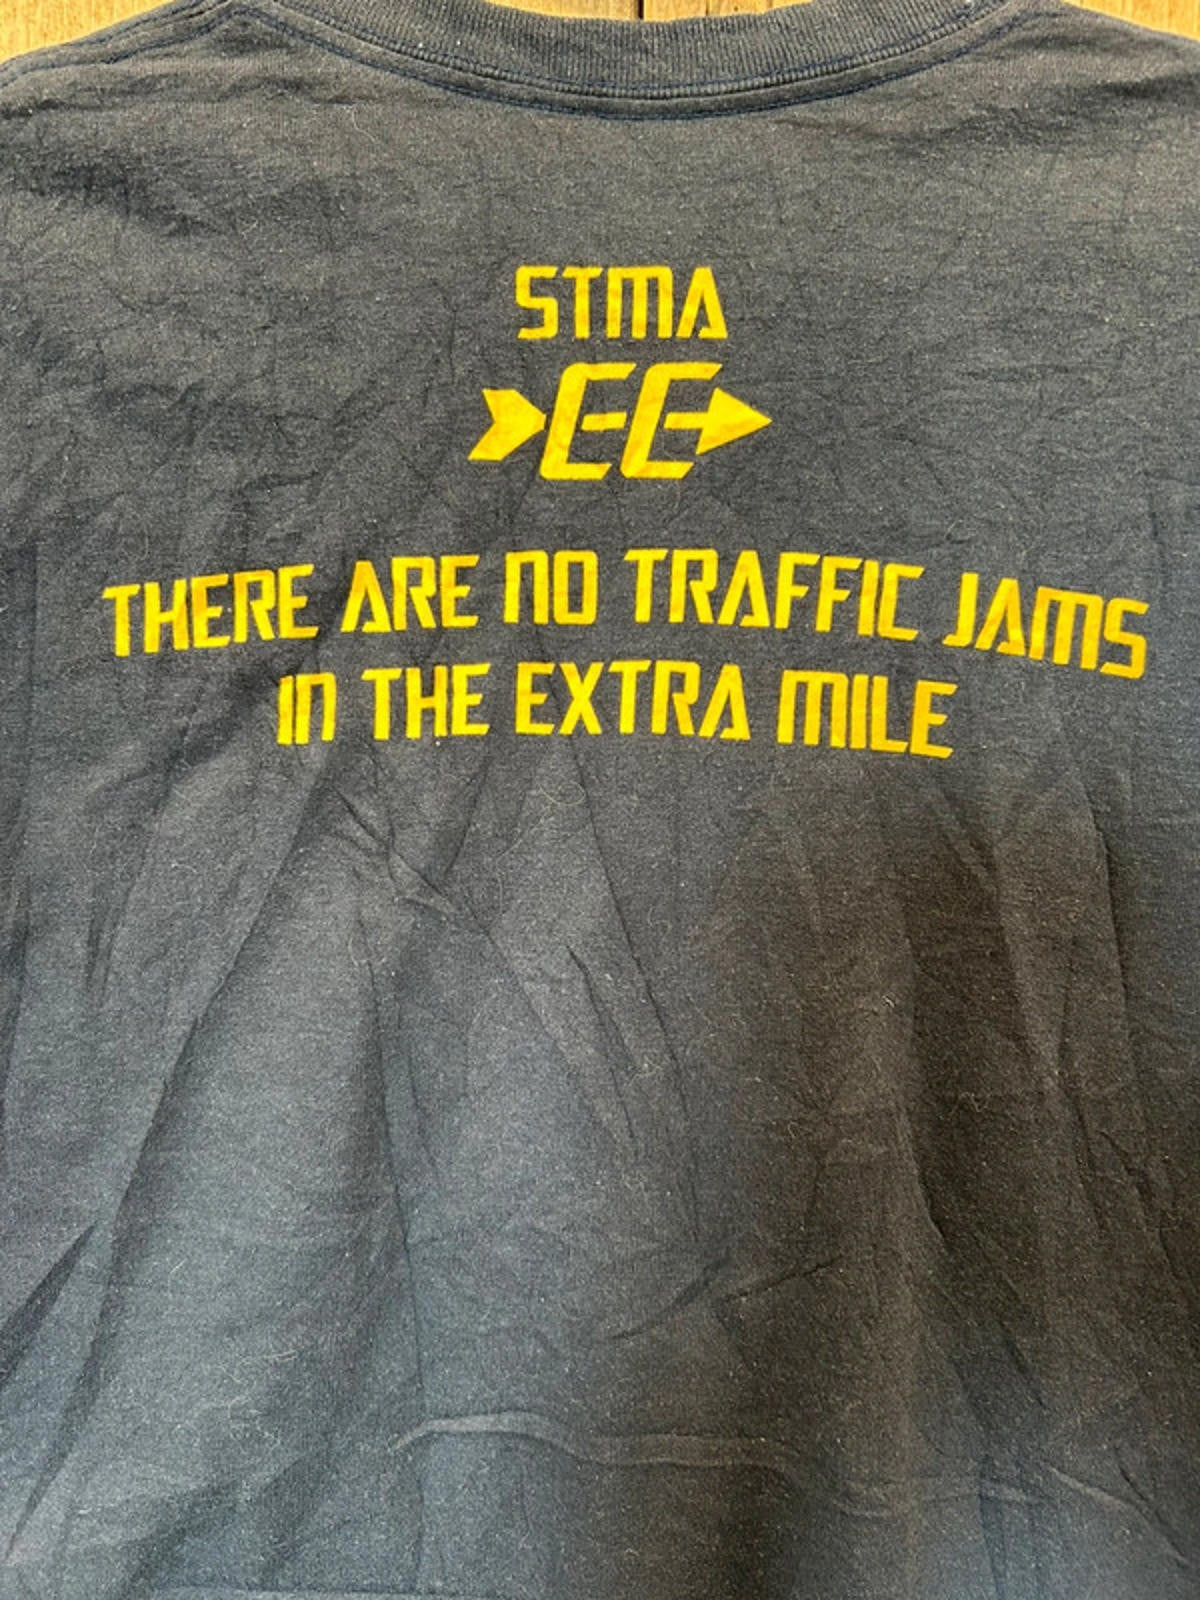 STMA
EE
THERE ARE NO TRAFFIC JAMS
IN THE EXTRA MILE